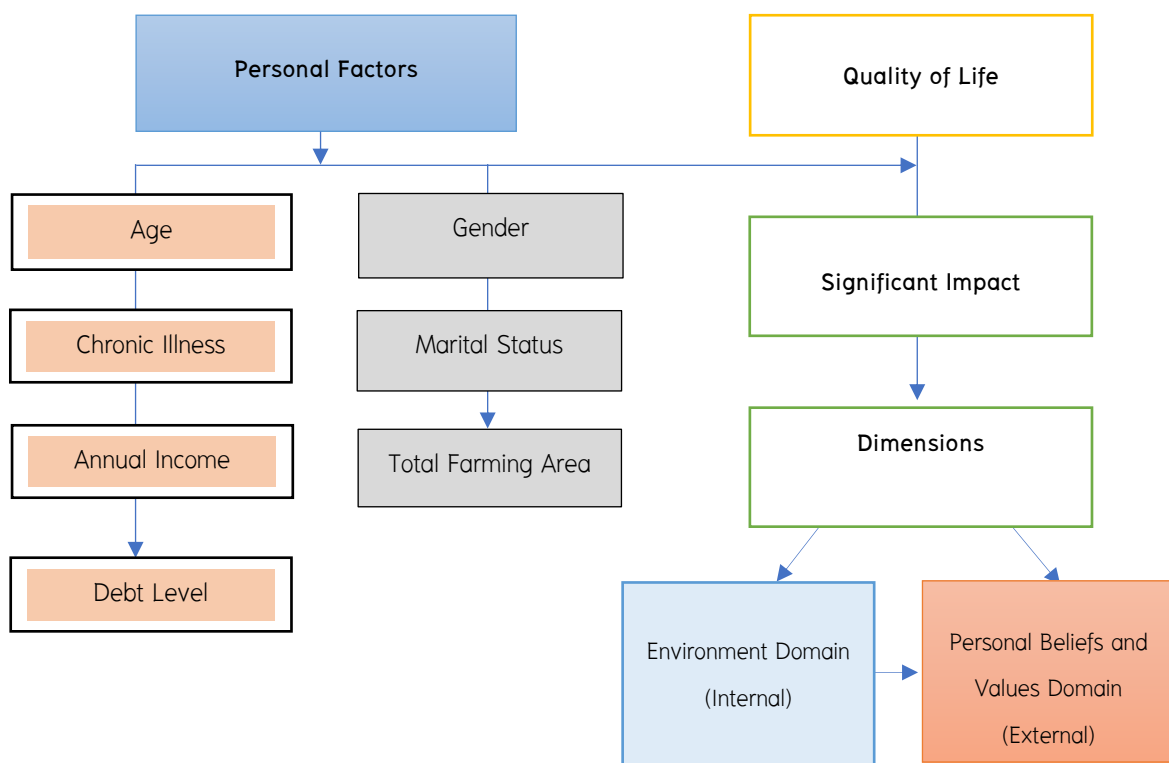 Personal Factors
Quality of Life
Age
Gender
Significant Impact
Chronic Illness
Marital Status
Annual Income
Total Farming Area
Dimensions
Debt Level
Environment Domain
(Internal)
Personal Beliefs and
Values Domain
(External)